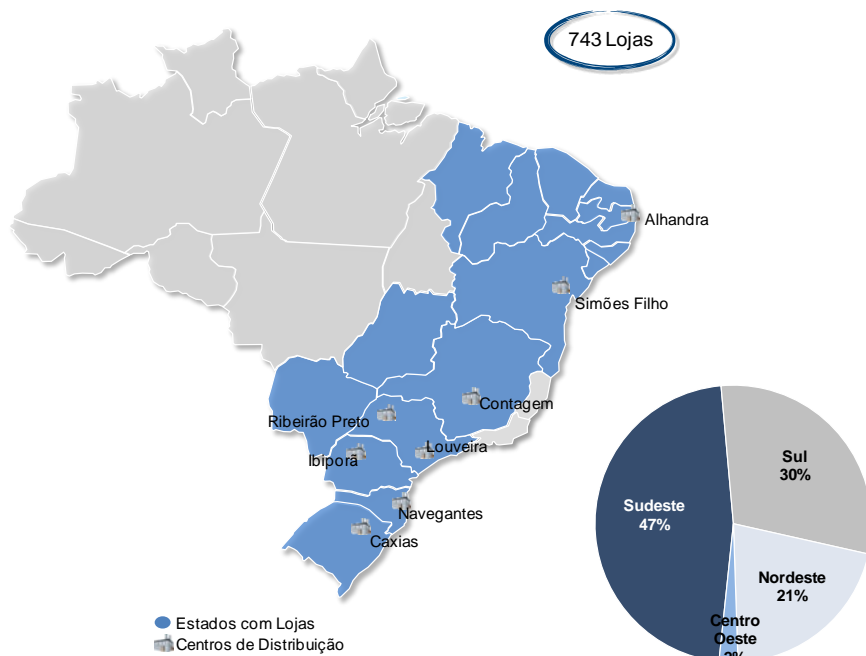 743 Lojas
Alhandra
Simões Filho
Contagem
Ribeirão Preto
Louveira
Ibiporã
Navegantes
Caxias
Sul
30%
Sudeste
47%
Nordeste
21%
Centro
Oeste
Estados com Lojas
Centros de Distribuição